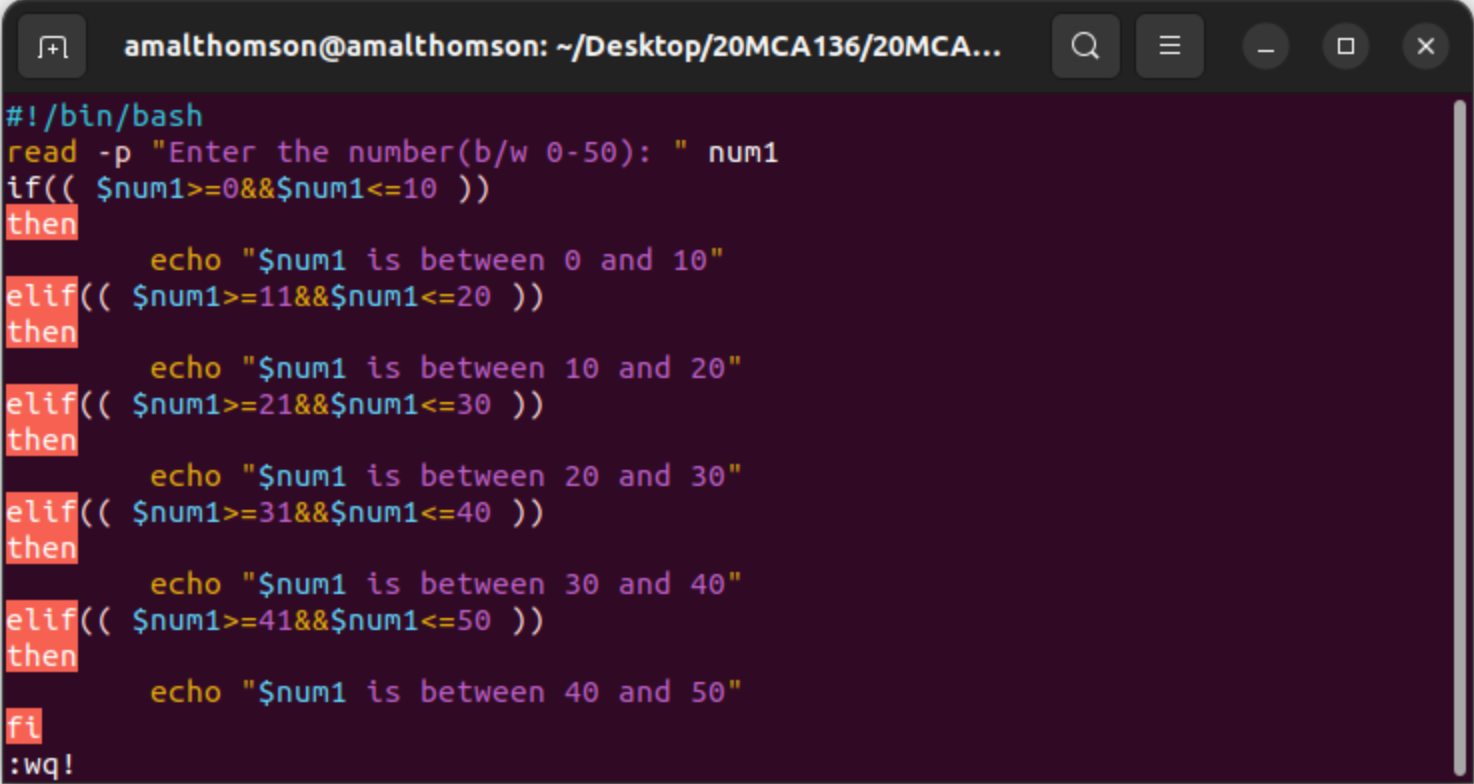 amalthomson@amalthomson: ~/Desktop/20MCA136/20MCA...
#!/bin/bash
read -p "Enter the number(b/w 0-50): " num1
if(( $num1>=0&&$num1<=10 ))
then
        echo "$num1 is between 0 and 10"
elif(( $num1>=11&&$num1<=20 ))
then
        echo "$num1 is between 10 and 20"
elif(( $num1>=21&&$num1<=30 ))
then
        echo "$num1 is between 20 and 30"
elif(( $num1>=31&&$num1<=40 ))
then
        echo "$num1 is between 30 and 40"
elif(( $num1>=41&&$num1<=50 ))
then
        echo "$num1 is between 40 and 50"
fi
:wq!